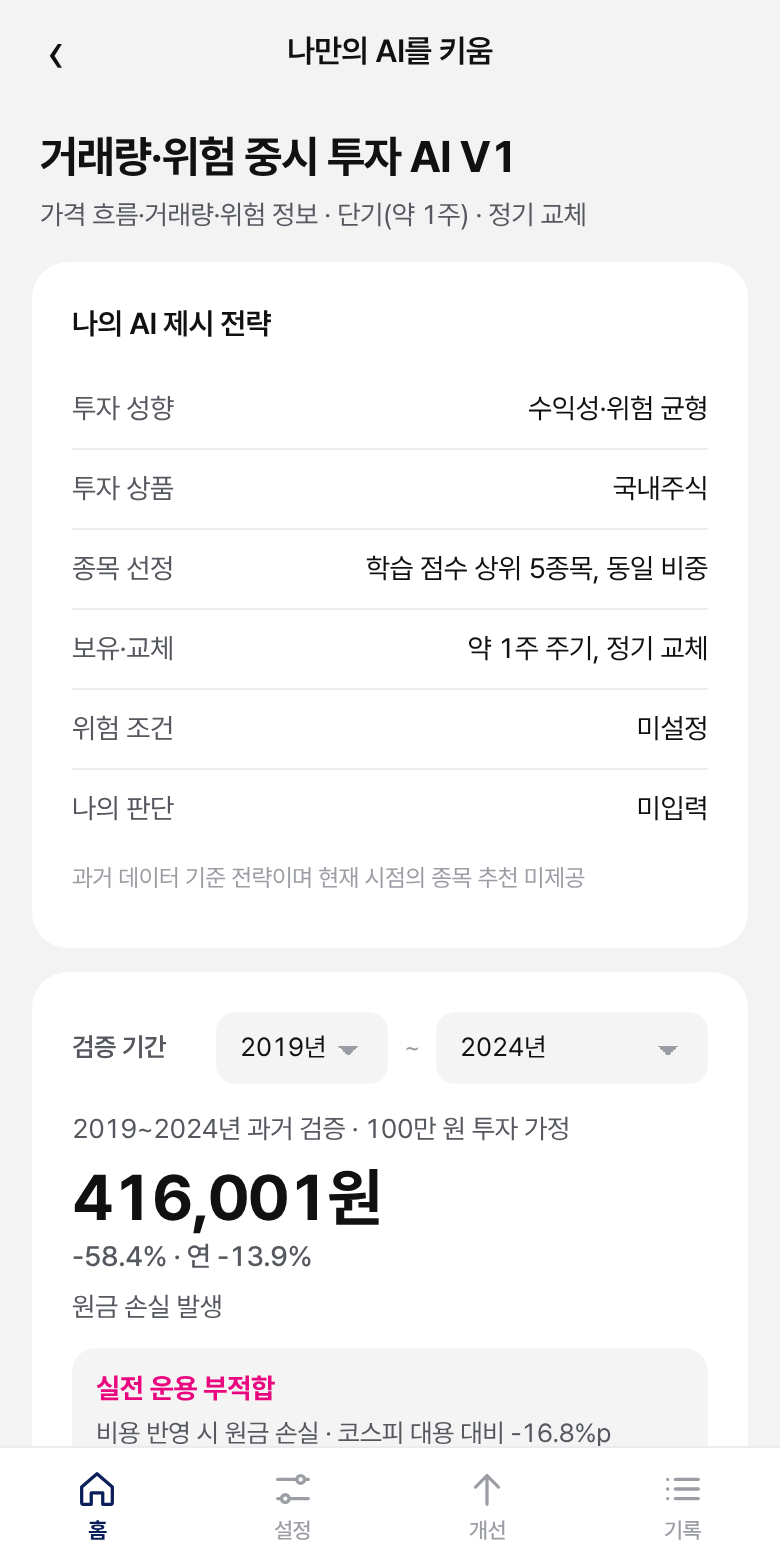 나만의 AI를 키움
거래량·위험 중시 투자 AI V1
가격 흐름·거래량·위험 정보 · 단기(약 1주) · 정기 교체
나의 AI 제시 전략
투자 성향 수익성·위험 균형
투자 상품 국내주식
종목 선정 학습 점수 상위 5종목, 동일 비중
보유·교체 약 1주 주기, 정기 교체
위험 조건 미설정
나의 판단 미입력
과거 데이터 기준 전략이며 현재 시점의 종목 추천 미제공
검증 기간 2019년 ~ 2024년
2019~2024년 과거 검증 · 100만 원 투자 가정
416,001원
-58.4% · 연 -13.9%
원금 손실 발생
실전 운용 부적합
비용 반영 시 원금 손실 · 코스피 대용 대비 -16.8%p
홈 설정 개선 기록